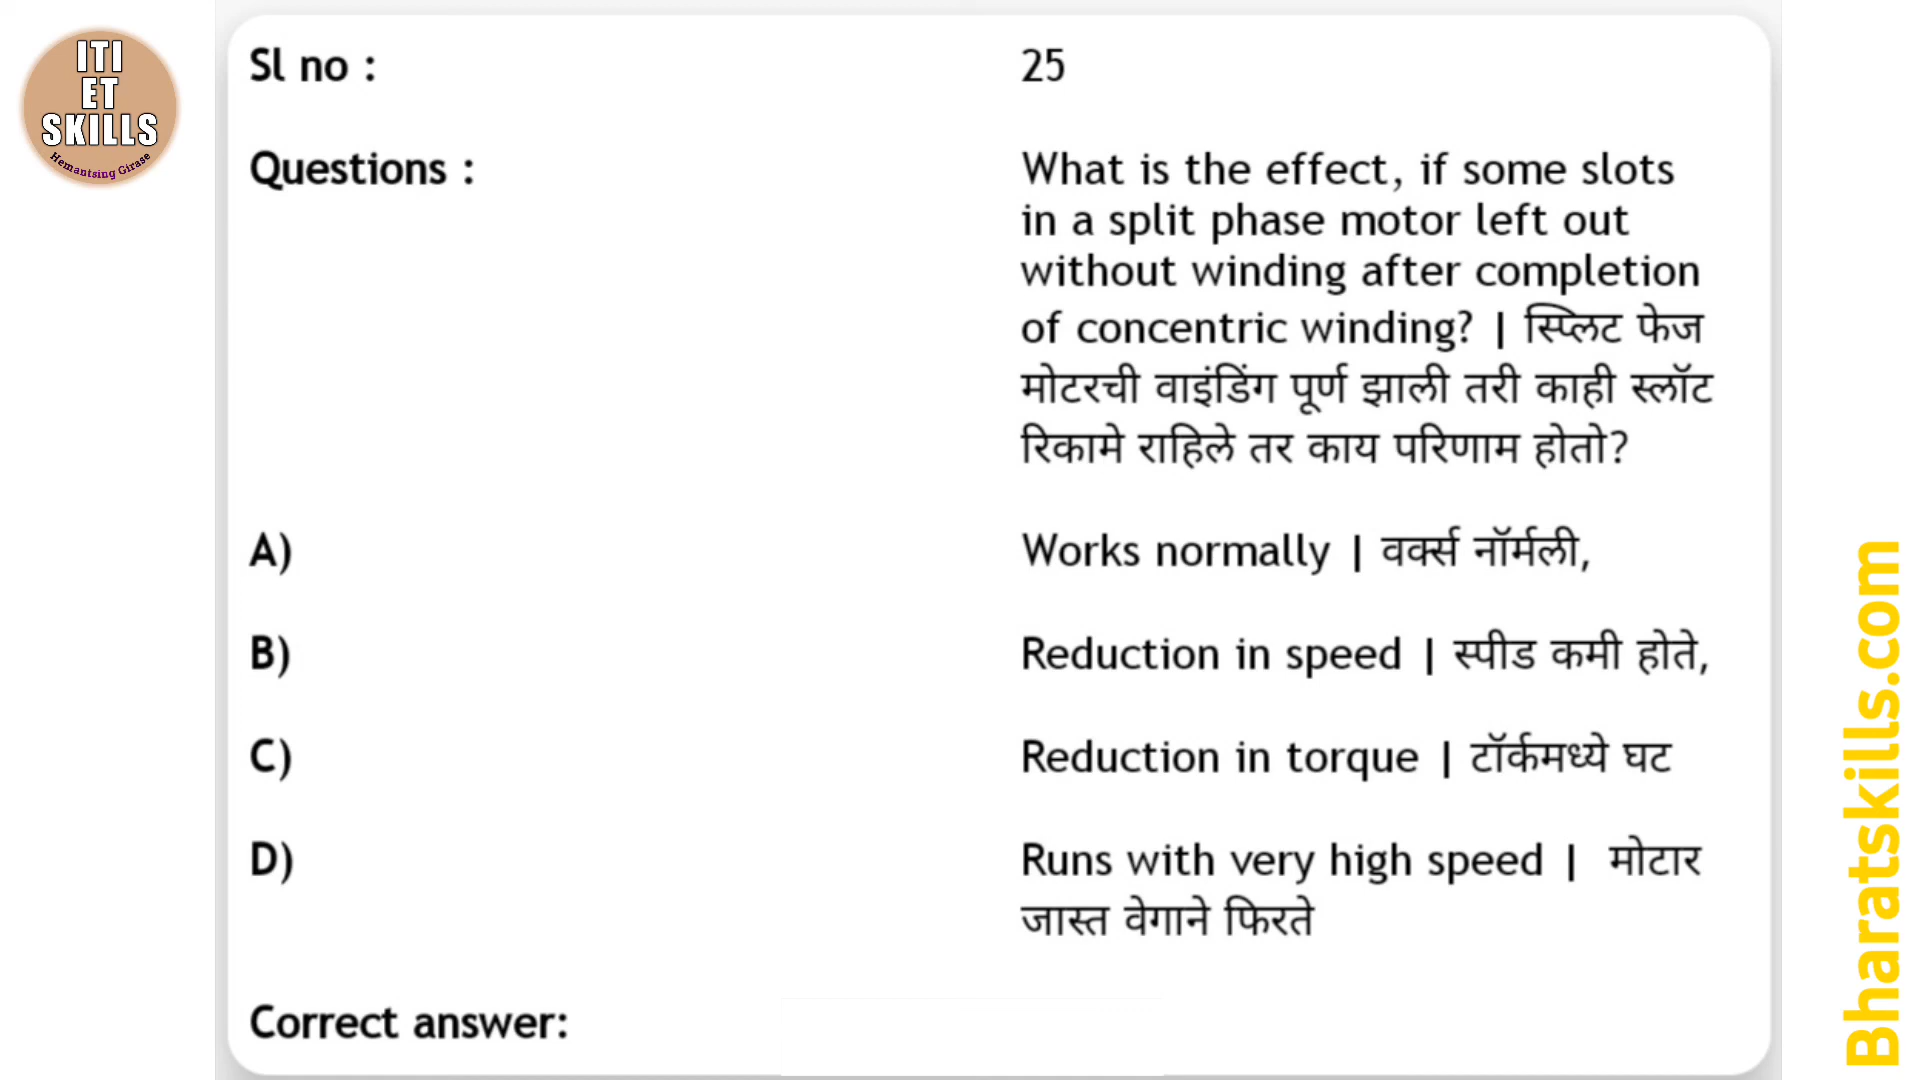 ITI
ET
SKILLS
Hemantsing Girase
Sl no : 25
Questions : What is the effect, if some slots
in a split phase motor left out
without winding after completion
of concentric winding? | स्प्लिट फेज
मोटरची वाइंडिंग पूर्ण झाली तरी काही स्लॉट
रिकामे राहिले तर काय परिणाम होतो?
A) Works normally | वर्क्स नॉर्मली,
B) Reduction in speed | स्पीड कमी होते,
C) Reduction in torque | टॉर्कमध्ये घट
D) Runs with very high speed | मोटार
जास्त वेगाने फिरते
Correct answer:
Bharatskills.com